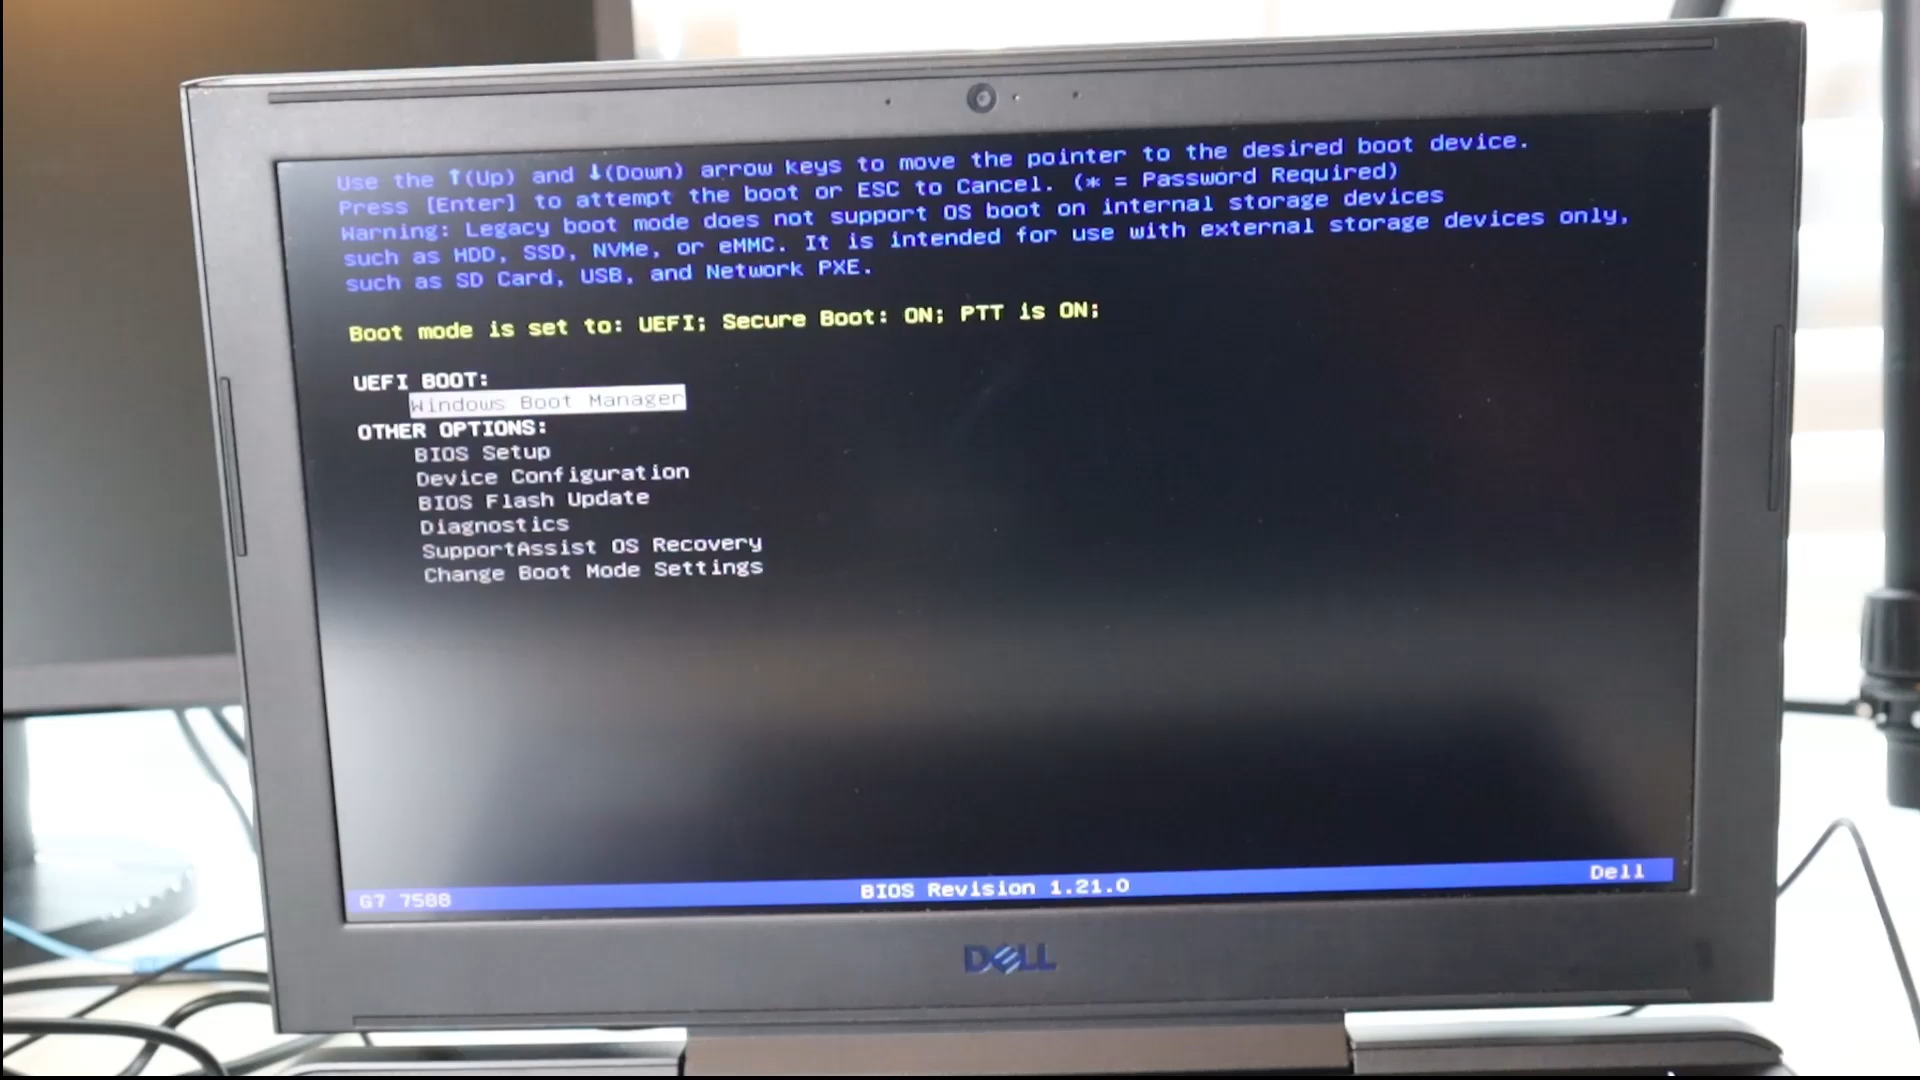 Use the ↑(Up) and ↓(Down) arrow keys to move the pointer to the desired boot device.
Press [Enter] to attempt the boot or ESC to Cancel. (* = Password Required)
Warning: Legacy boot mode does not support OS boot on internal storage devices
such as HDD, SSD, NVMe, or eMMC. It is intended for use with external storage devices only,
such as SD Card, USB, and Network PXE.
Boot mode is set to: UEFI; Secure Boot: ON; PTT is ON;
UEFI BOOT:
Windows Boot Manager
OTHER OPTIONS:
BIOS Setup
Device Configuration
BIOS Flash Update
Diagnostics
SupportAssist OS Recovery
Change Boot Mode Settings
G7 7588 BIOS Revision 1.21.0 Dell
DELL